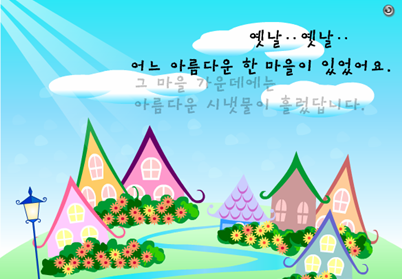 옛날..옛날..
어느 아름다운 한 마을이 있었어요.
그 마을 가운데에는
아름다운 시냇물이 흘렀답니다.